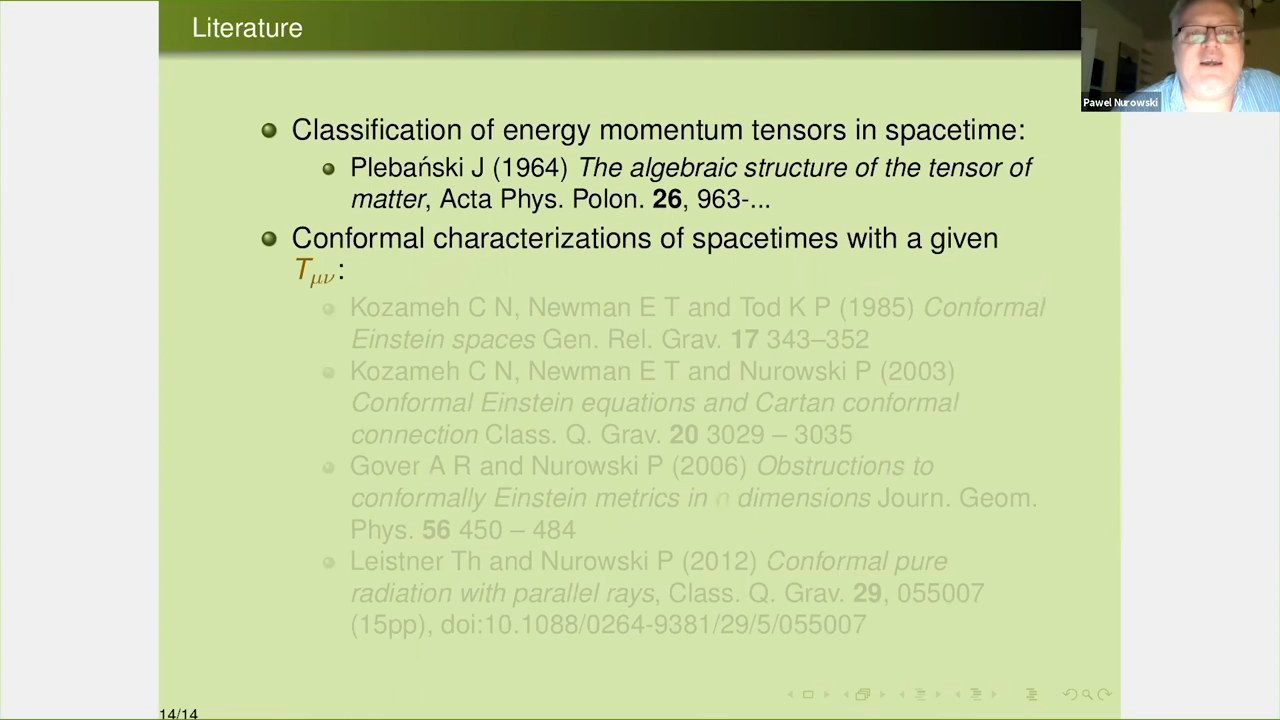 Literature
Pawel Nurowski
Classification of energy momentum tensors in spacetime:
Plebański J (1964) The algebraic structure of the tensor of
matter, Acta Phys. Polon. 26, 963-...
Conformal characterizations of spacetimes with a given
Tμν:
Kozameh C N, Newman E T and Tod K P (1985) Conformal
Einstein spaces Gen. Rel. Grav. 17 343–352
Kozameh C N, Newman E T and Nurowski P (2003)
Conformal Einstein equations and Cartan conformal
connection Class. Q. Grav. 20 3029 – 3035
Gover A R and Nurowski P (2006) Obstructions to
conformally Einstein metrics in n dimensions Journ. Geom.
Phys. 56 450 – 484
Leistner Th and Nurowski P (2012) Conformal pure
radiation with parallel rays, Class. Q. Grav. 29, 055007
(15pp), doi:10.1088/0264-9381/29/5/055007
14/14